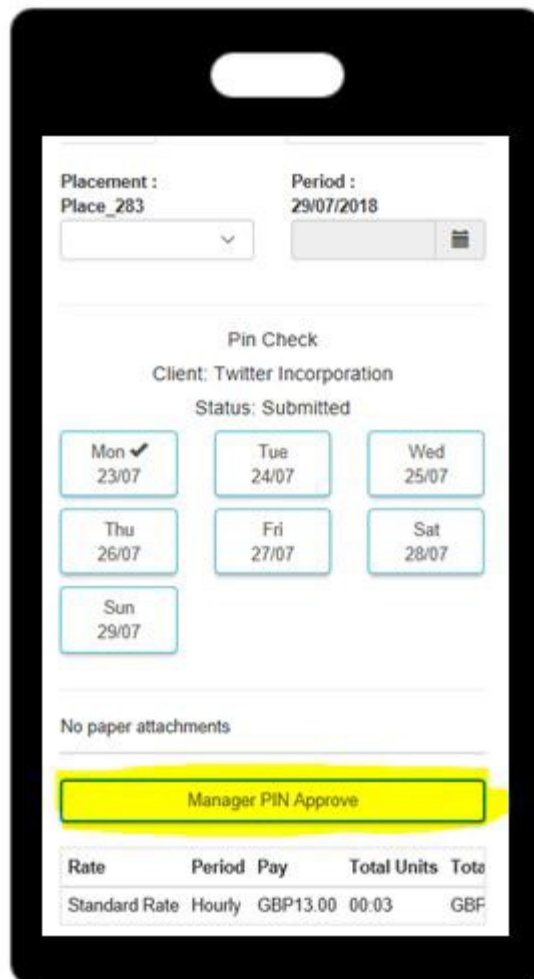 Placement : Period :
Place_283 29/07/2018
Pin Check
Client: Twitter Incorporation
Status: Submitted
Mon ✔ Tue Wed
23/07 24/07 25/07
Thu Fri Sat
26/07 27/07 28/07
Sun
29/07
No paper attachments
Manager PIN Approve
Rate Period Pay Total Units Tota
Standard Rate Hourly GBP13.00 00:03 GBP